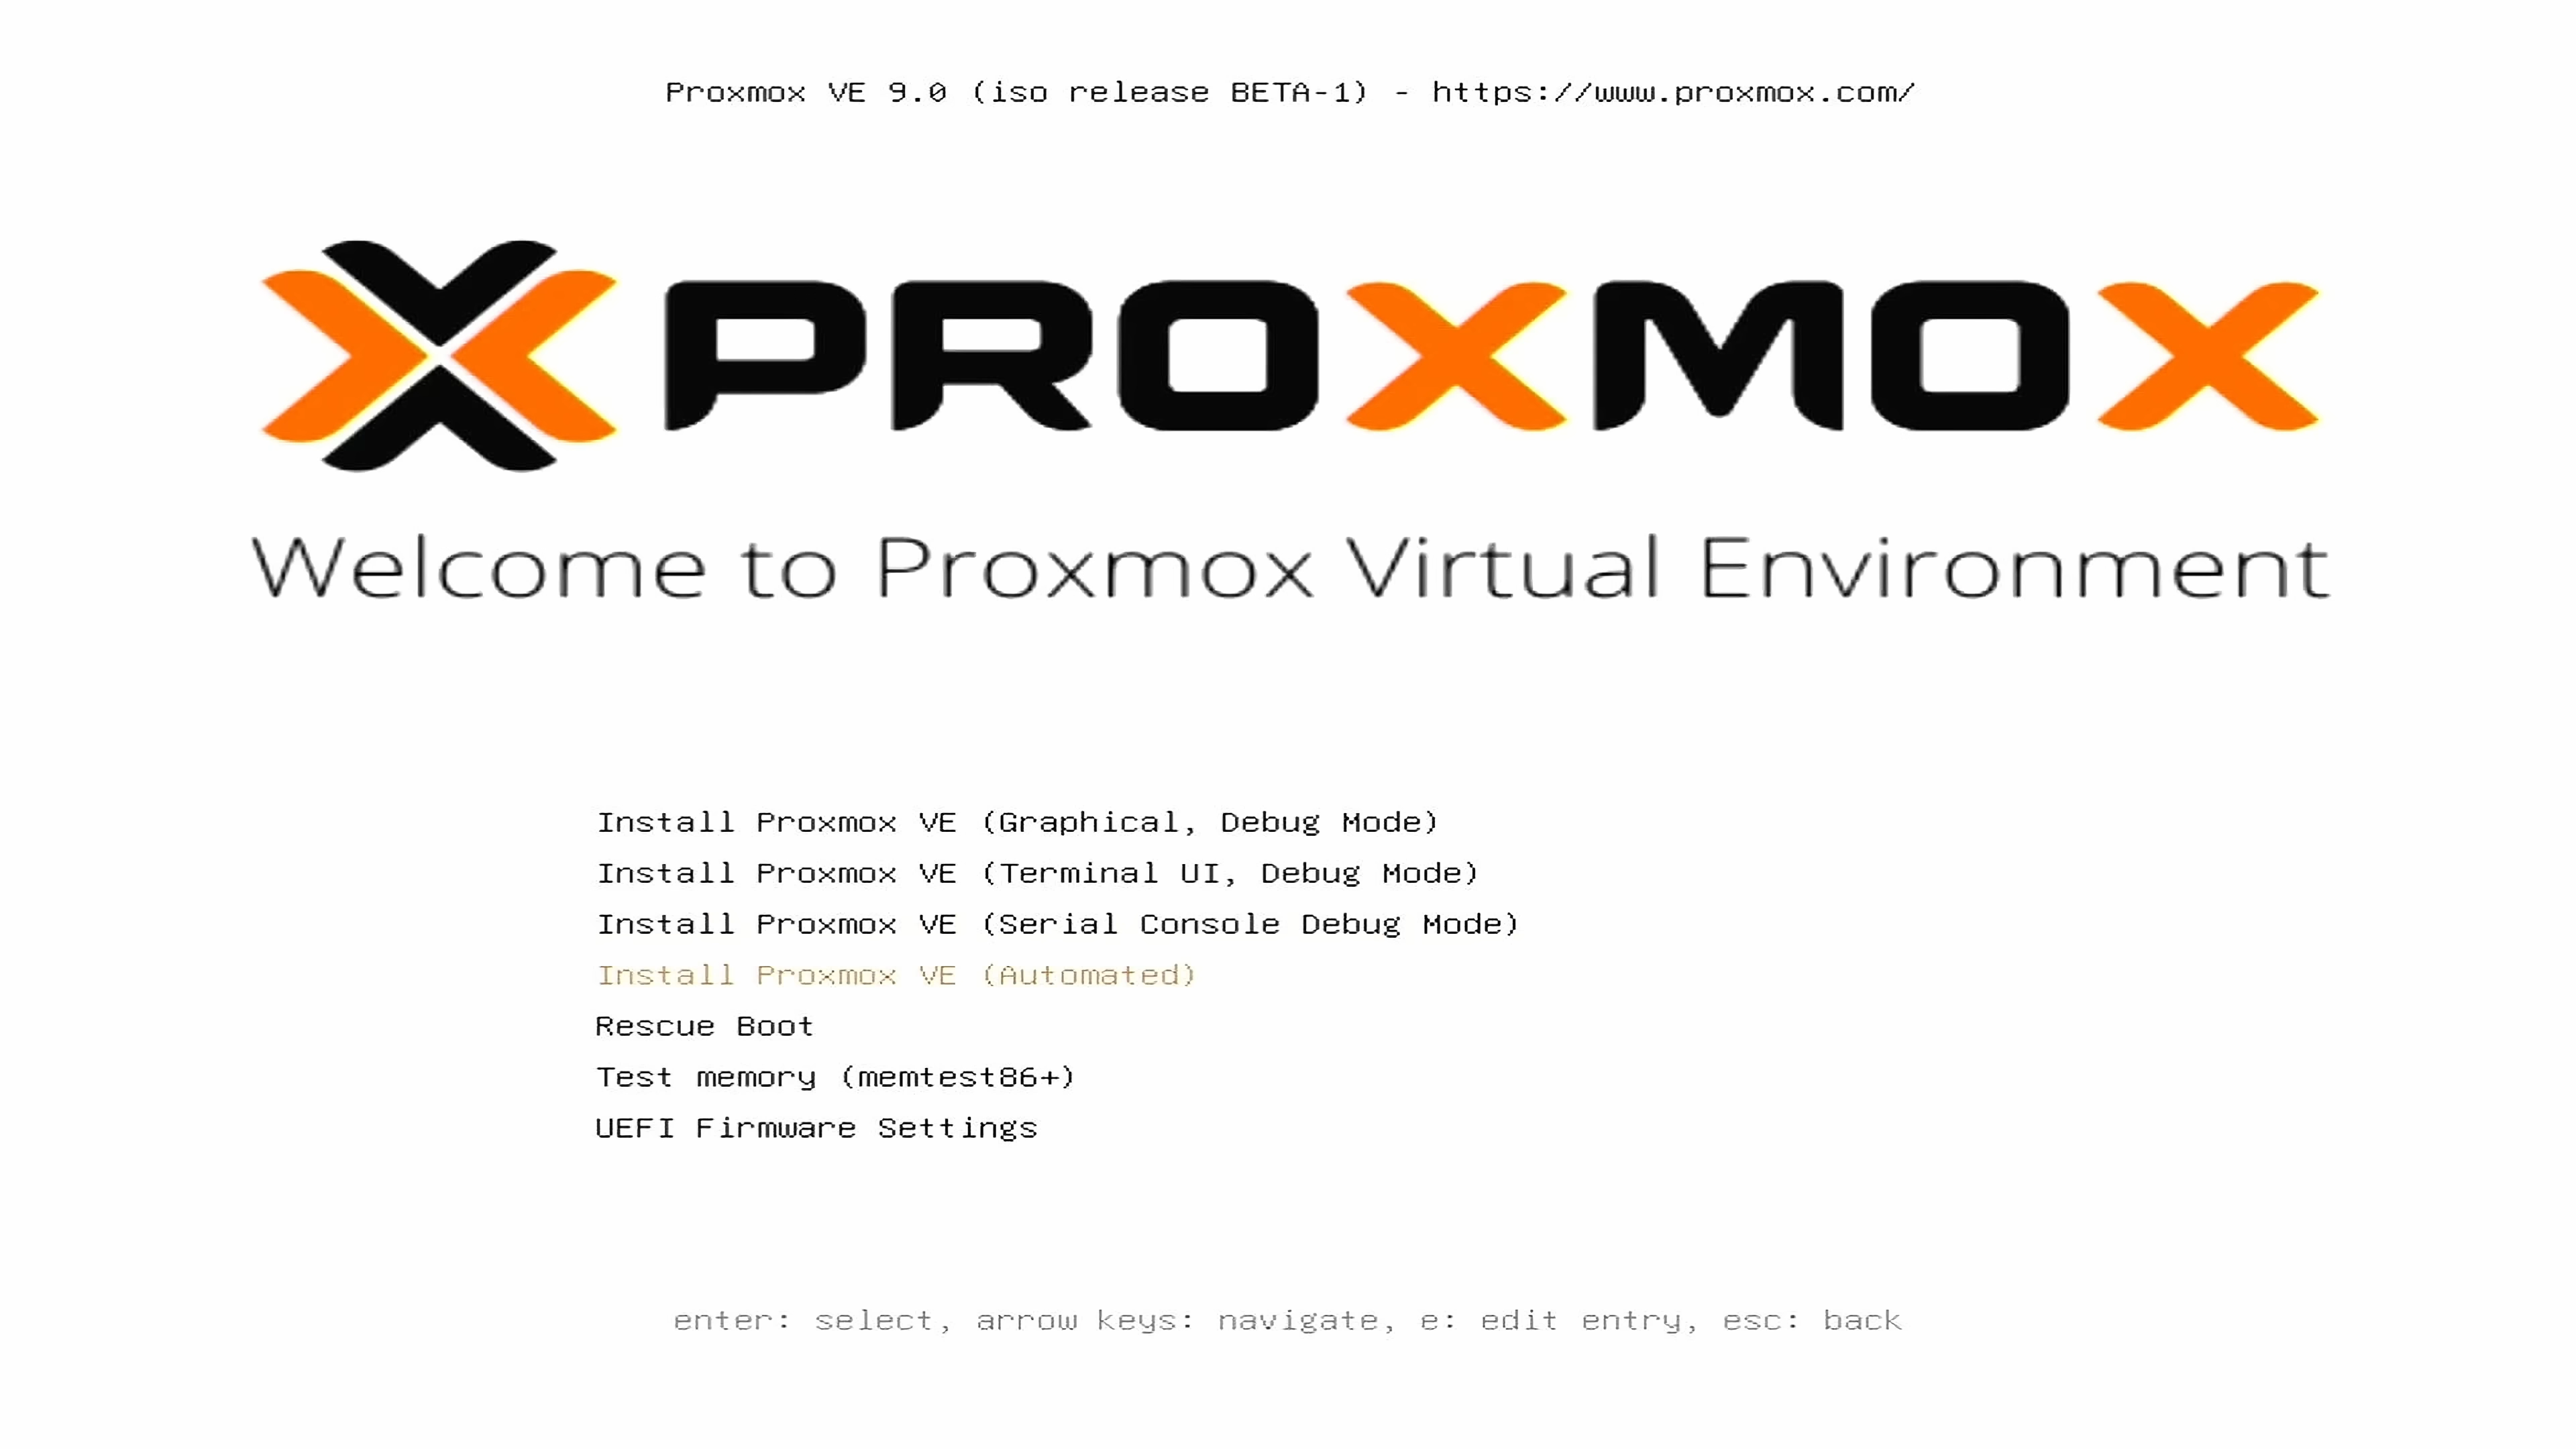 Proxmox VE 9.0 (iso release BETA-1) - https://www.proxmox.com/
PROXMOX
Welcome to Proxmox Virtual Environment
Install Proxmox VE (Graphical, Debug Mode)
Install Proxmox VE (Terminal UI, Debug Mode)
Install Proxmox VE (Serial Console Debug Mode)
Install Proxmox VE (Automated)
Rescue Boot
Test memory (memtest86+)
UEFI Firmware Settings
enter: select, arrow keys: navigate, e: edit entry, esc: back